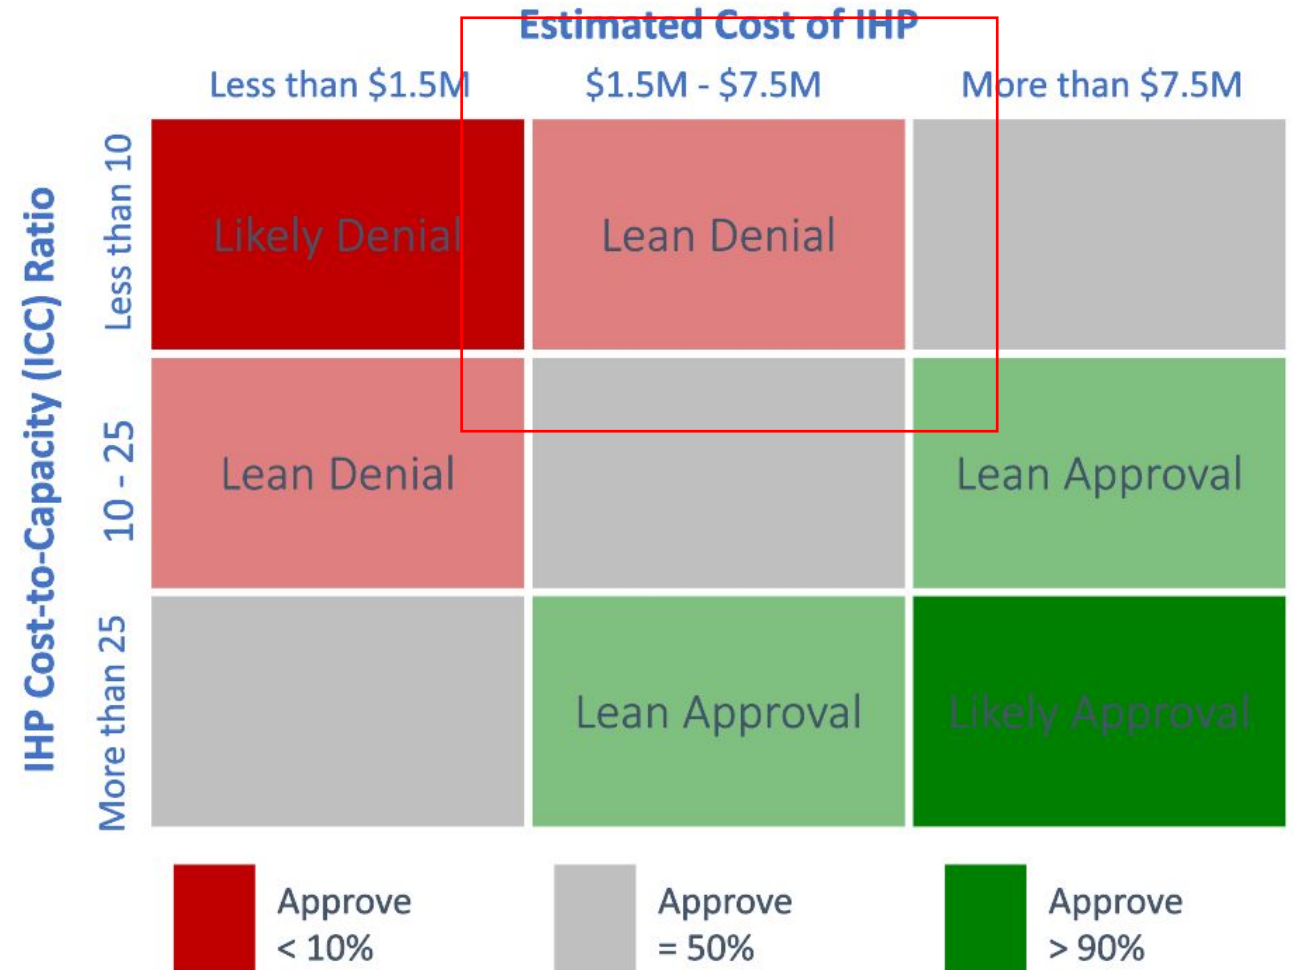 Estimated Cost of IHP
Less than $1.5M
$1.5M - $7.5M
More than $7.5M
IHP Cost-to-Capacity (ICC) Ratio
Less than 10
Likely Denial
Lean Denial
10 - 25
Lean Denial
Lean Approval
More than 25
Lean Approval
Likely Approval
Approve
< 10%
Approve
= 50%
Approve
> 90%